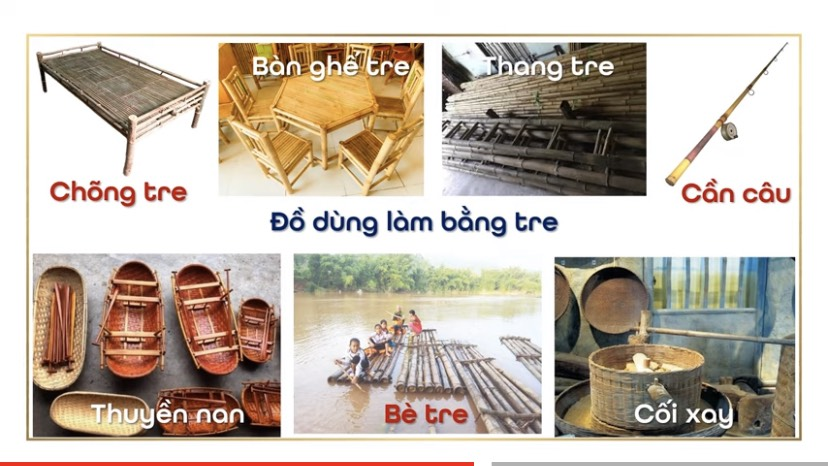 Bàn ghế tre
Thang tre
Chõng tre
Cần câu
Đồ dùng làm bằng tre
Thuyền nan
Bè tre
Cối xay